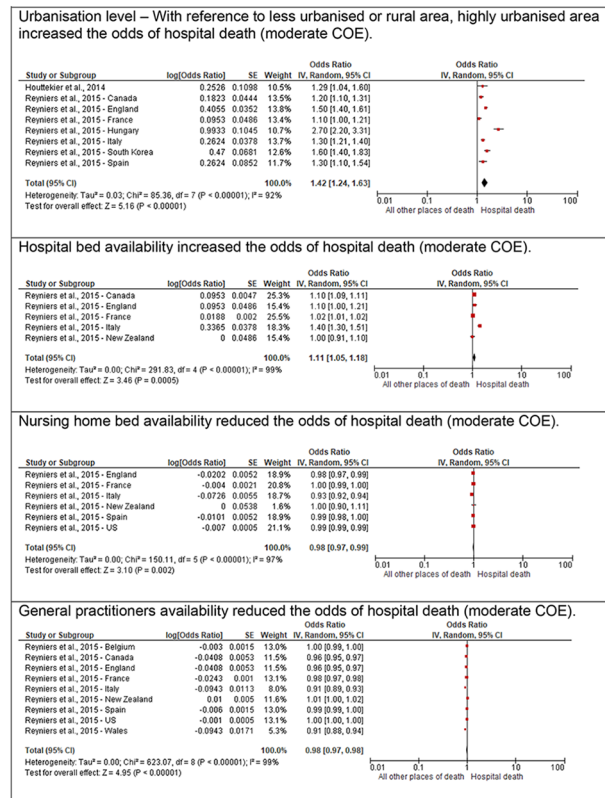 Urbanisation level – With reference to less urbanised or rural area, highly urbanised area
increased the odds of hospital death (moderate COE).
Odds Ratio Odds Ratio
Study or Subgroup log[Odds Ratio] SE Weight IV, Random, 95% CI IV, Random, 95% CI
Houttekier et al., 2014 0.2526 0.1098 10.5% 1.29 [1.04, 1.60]
Reyniers et al., 2015 - Canada 0.1823 0.0444 13.6% 1.20 [1.10, 1.31]
Reyniers et al., 2015 - England 0.4055 0.0352 13.9% 1.50 [1.40, 1.61]
Reyniers et al., 2015 - France 0.0953 0.0486 13.4% 1.10 [1.00, 1.21]
Reyniers et al., 2015 - Hungary 0.9933 0.1045 10.7% 2.70 [2.20, 3.31]
Reyniers et al., 2015 - Italy 0.2624 0.0378 13.8% 1.30 [1.21, 1.40]
Reyniers et al., 2015 - South Korea 0.47 0.0681 12.6% 1.60 [1.40, 1.83]
Reyniers et al., 2015 - Spain 0.2624 0.0852 11.7% 1.30 [1.10, 1.54]
Total (95% CI) 100.0% 1.42 [1.24, 1.63]
Heterogeneity: Tau² = 0.03; Chi² = 85.36, df = 7 (P < 0.00001); I² = 92%
Test for overall effect: Z = 5.16 (P < 0.00001)
0.01 0.1 1 10 100
All other places of death Hospital death
Hospital bed availability increased the odds of hospital death (moderate COE).
Odds Ratio Odds Ratio
Study or Subgroup log[Odds Ratio] SE Weight IV, Random, 95% CI IV, Random, 95% CI
Reyniers et al., 2015 - Canada 0.0953 0.0047 25.3% 1.10 [1.09, 1.11]
Reyniers et al., 2015 - England 0.0953 0.0486 15.4% 1.10 [1.00, 1.21]
Reyniers et al., 2015 - France 0.0188 0.002 25.6% 1.02 [1.01, 1.02]
Reyniers et al., 2015 - Italy 0.3365 0.0378 18.3% 1.40 [1.30, 1.51]
Reyniers et al., 2015 - New Zealand 0 0.0486 15.4% 1.00 [0.91, 1.10]
Total (95% CI) 100.0% 1.11 [1.05, 1.18]
Heterogeneity: Tau² = 0.00; Chi² = 291.83, df = 4 (P < 0.00001); I² = 99%
Test for overall effect: Z = 3.46 (P = 0.0005)
0.01 0.1 1 10 100
All other places of death Hospital death
Nursing home bed availability reduced the odds of hospital death (moderate COE).
Odds Ratio Odds Ratio
Study or Subgroup log[Odds Ratio] SE Weight IV, Random, 95% CI IV, Random, 95% CI
Reyniers et al., 2015 - England -0.0202 0.0052 18.9% 0.98 [0.97, 0.99]
Reyniers et al., 2015 - France -0.004 0.0021 20.8% 1.00 [0.99, 1.00]
Reyniers et al., 2015 - Italy -0.0726 0.0055 18.7% 0.93 [0.92, 0.94]
Reyniers et al., 2015 - New Zealand 0 0.0538 1.6% 1.00 [0.90, 1.11]
Reyniers et al., 2015 - Spain -0.0101 0.0052 18.9% 0.99 [0.98, 1.00]
Reyniers et al., 2015 - US -0.007 0.0005 21.1% 0.99 [0.99, 0.99]
Total (95% CI) 100.0% 0.98 [0.97, 0.99]
Heterogeneity: Tau² = 0.00; Chi² = 150.11, df = 5 (P < 0.00001); I² = 97%
Test for overall effect: Z = 3.10 (P = 0.002)
0.01 0.1 1 10 100
All other places of death Hospital death
General practitioners availability reduced the odds of hospital death (moderate COE).
Odds Ratio Odds Ratio
Study or Subgroup log[Odds Ratio] SE Weight IV, Random, 95% CI IV, Random, 95% CI
Reyniers et al., 2015 - Belgium -0.003 0.0015 13.0% 1.00 [0.99, 1.00]
Reyniers et al., 2015 - Canada -0.0408 0.0053 11.5% 0.96 [0.95, 0.97]
Reyniers et al., 2015 - England -0.0408 0.0053 11.5% 0.96 [0.95, 0.97]
Reyniers et al., 2015 - France -0.0243 0.001 13.1% 0.98 [0.97, 0.98]
Reyniers et al., 2015 - Italy -0.0943 0.0113 8.0% 0.91 [0.89, 0.93]
Reyniers et al., 2015 - New Zealand 0.01 0.005 11.6% 1.01 [1.00, 1.02]
Reyniers et al., 2015 - Spain -0.006 0.0015 13.0% 0.99 [0.99, 1.00]
Reyniers et al., 2015 - US -0.001 0.0005 13.1% 1.00 [1.00, 1.00]
Reyniers et al., 2015 - Wales -0.0943 0.0171 5.3% 0.91 [0.88, 0.94]
Total (95% CI) 100.0% 0.98 [0.97, 0.98]
Heterogeneity: Tau² = 0.00; Chi² = 623.07, df = 8 (P < 0.00001); I² = 99%
Test for overall effect: Z = 4.95 (P < 0.00001)
0.01 0.1 1 10 100
All other places of death Hospital death